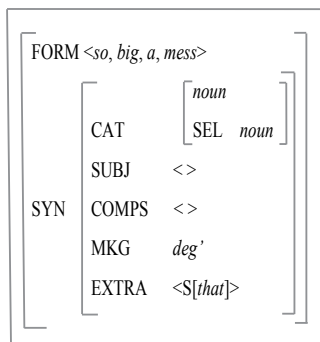 FORM <so, big, a, mess>
noun
CAT SEL noun
SUBJ < >
SYN COMPS < >
MKG deg’
EXTRA <S[that]>